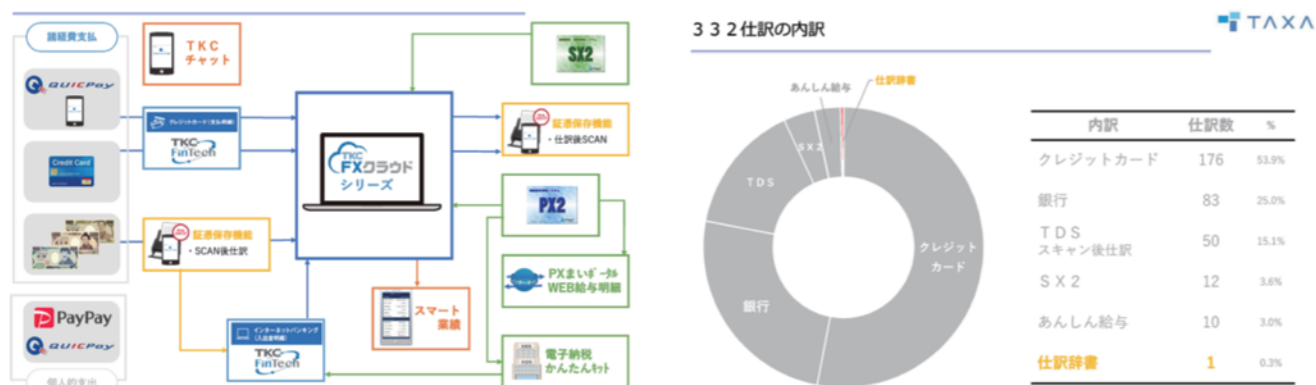 諸経費支払
QUICPay
Credit Card
PayPay
QUICPay
個人的支出
TKC
チャット
クレジットカード(支払明細)
TKC
FinTech
証憑保存機能
・SCAN後仕訳
インターネットバンキング
(入出金明細)
TKC
FinTech
TKC
FXクラウド
シリーズ
スマート
業績
SX2
証憑保存機能
・仕訳後SCAN
PX2
PXまいポータル
WEB給与明細
電子納税
かんたんキット
332仕訳の内訳
TAXA
あんしん給与
仕訳辞書
SX2
TDS
銀行
クレジット
カード
内訳 仕訳数 %
クレジットカード 176 53.9%
銀行 83 25.0%
TDS
スキャン後仕訳 50 15.1%
SX2 12 3.6%
あんしん給与 10 3.0%
仕訳辞書 1 0.3%